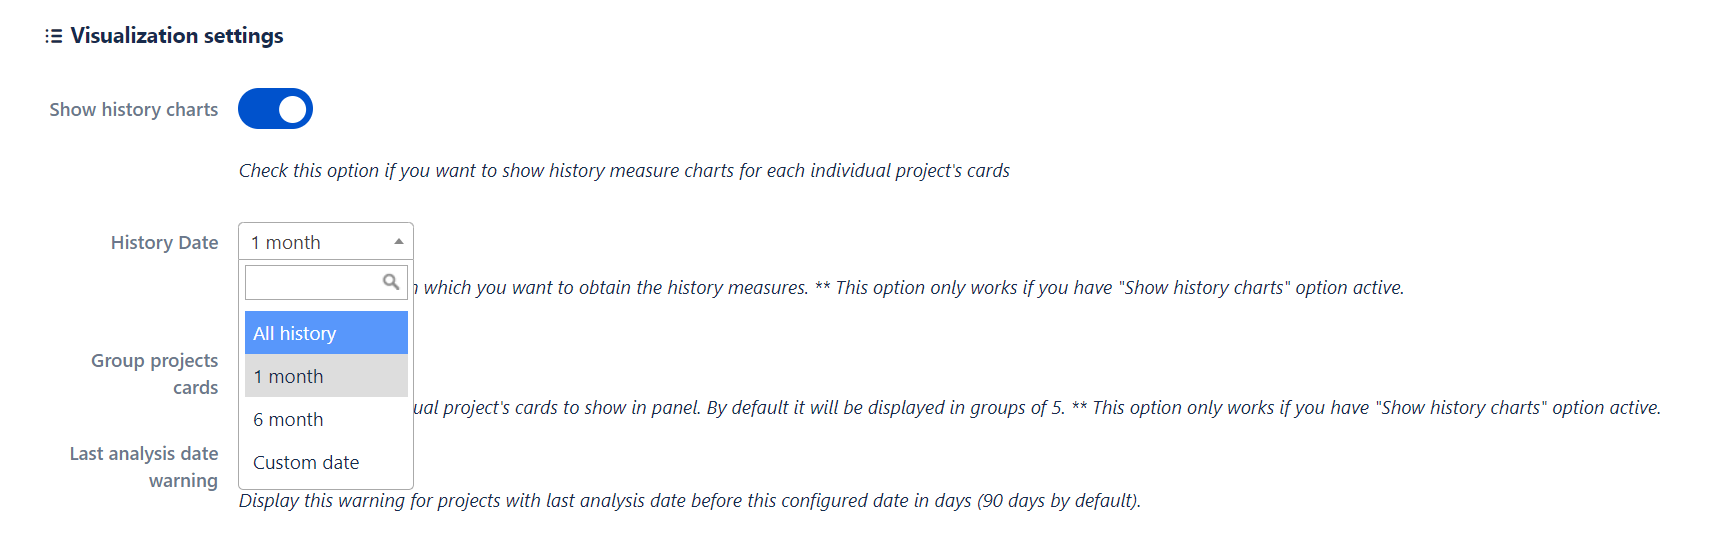 Visualization settings
Show history charts
Check this option if you want to show history measure charts for each individual project's cards
History Date
1 month
which you want to obtain the history measures. ** This option only works if you have "Show history charts" option active.
All history
Group projects
cards
1 month
project's cards to show in panel. By default it will be displayed in groups of 5. ** This option only works if you have "Show history charts" option active.
6 month
Last analysis date
warning
Custom date
Display this warning for projects with last analysis date before this configured date in days (90 days by default).